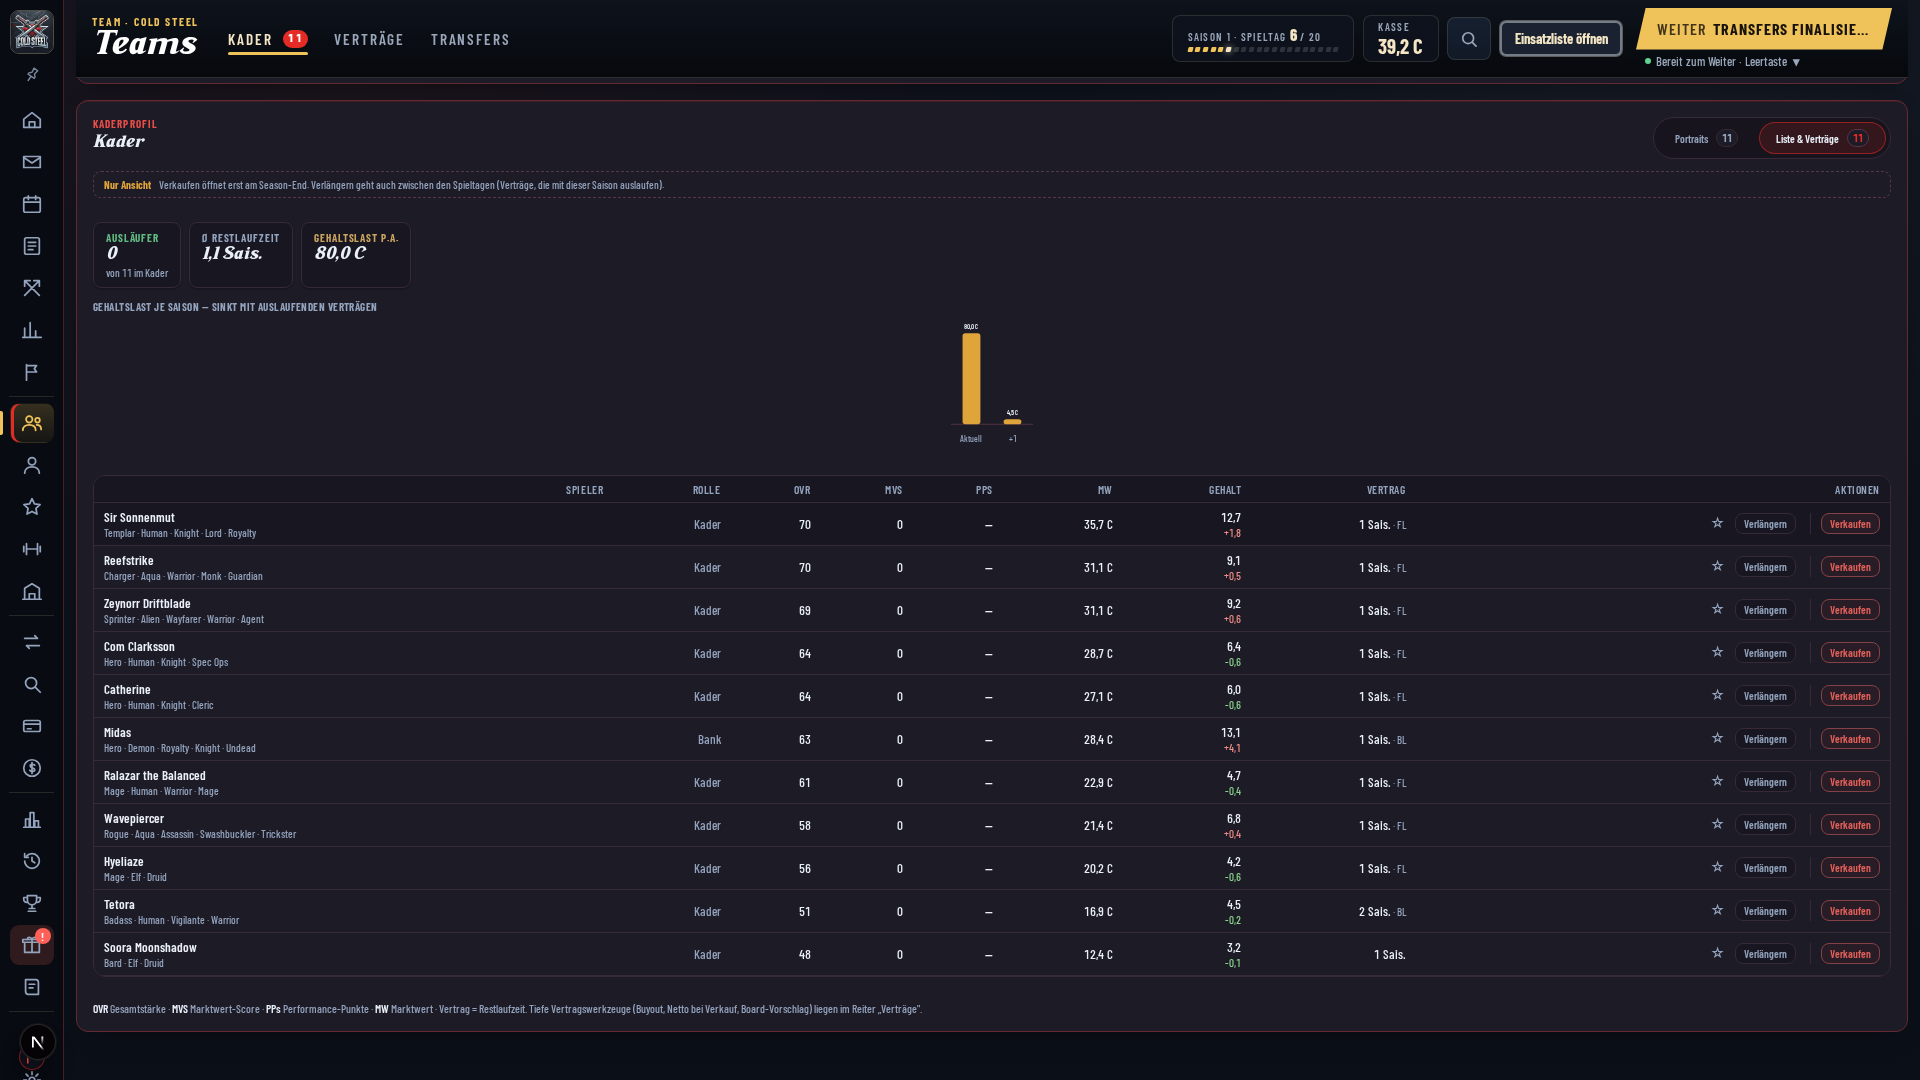 COLD STEEL
TEAM · COLD STEEL
Teams
KADER 11
VERTRÄGE
TRANSFERS
SAISON 1 · SPIELTAG 6 / 20
KASSE
39,2 C
Einsatzliste öffnen
WEITER TRANSFERS FINALISIE...
Bereit zum Weiter · Leertaste ▼
KADERPROFIL
Kader
Portraits 11
Liste & Verträge 11
Nur Ansicht Verkaufen öffnet erst am Season-End. Verlängern geht auch zwischen den Spieltagen (Verträge, die mit dieser Saison auslaufen).
AUSLÄUFER
0
von 11 im Kader
Ø RESTLAUFZEIT
1,1 Sais.
GEHALTSLAST P.A.
80,0 C
GEHALTSLAST JE SAISON – SINKT MIT AUSLAUFENDEN VERTRÄGEN
80,0 C
4,5 C
Aktuell
+1
SPIELER ROLLE OVR MVS PPS MW GEHALT VERTRAG AKTIONEN
Sir Sonnenmut Kader 70 0 – 35,7 C 12,7 1 Sais. · FL ☆ Verlängern Verkaufen
Templar · Human · Knight · Lord · Royalty +1,8
Reefstrike Kader 70 0 – 31,1 C 9,1 1 Sais. · FL ☆ Verlängern Verkaufen
Charger · Aqua · Warrior · Monk · Guardian +0,5
Zeynorr Driftblade Kader 69 0 – 31,1 C 9,2 1 Sais. · FL ☆ Verlängern Verkaufen
Sprinter · Alien · Wayfarer · Warrior · Agent +0,6
Com Clarksson Kader 64 0 – 28,7 C 6,4 1 Sais. · FL ☆ Verlängern Verkaufen
Hero · Human · Knight · Spec Ops -0,6
Catherine Kader 64 0 – 27,1 C 6,0 1 Sais. · FL ☆ Verlängern Verkaufen
Hero · Human · Knight · Cleric -0,6
Midas Bank 63 0 – 28,4 C 13,1 1 Sais. · BL ☆ Verlängern Verkaufen
Hero · Demon · Royalty · Knight · Undead +4,1
Ralazar the Balanced Kader 61 0 – 22,9 C 4,7 1 Sais. · FL ☆ Verlängern Verkaufen
Mage · Human · Warrior · Mage -0,4
Wavepiercer Kader 58 0 – 21,4 C 6,8 1 Sais. · FL ☆ Verlängern Verkaufen
Rogue · Aqua · Assassin · Swashbuckler · Trickster +0,4
Hyeliaze Kader 56 0 – 20,2 C 4,2 1 Sais. · FL ☆ Verlängern Verkaufen
Mage · Elf · Druid -0,6
Tetora Kader 51 0 – 16,9 C 4,5 2 Sais. · BL ☆ Verlängern Verkaufen
Badass · Human · Vigilante · Warrior -0,2
Soora Moonshadow Kader 48 0 – 12,4 C 3,2 1 Sais. ☆ Verlängern Verkaufen
Bard · Elf · Druid -0,1
OVR Gesamtstärke · MVS Marktwert-Score · PPs Performance-Punkte · MW Marktwert · Vertrag = Restlaufzeit. Tiefe Vertragswerkzeuge (Buyout, Netto bei Verkauf, Board-Vorschlag) liegen im Reiter „Verträge".
!
N